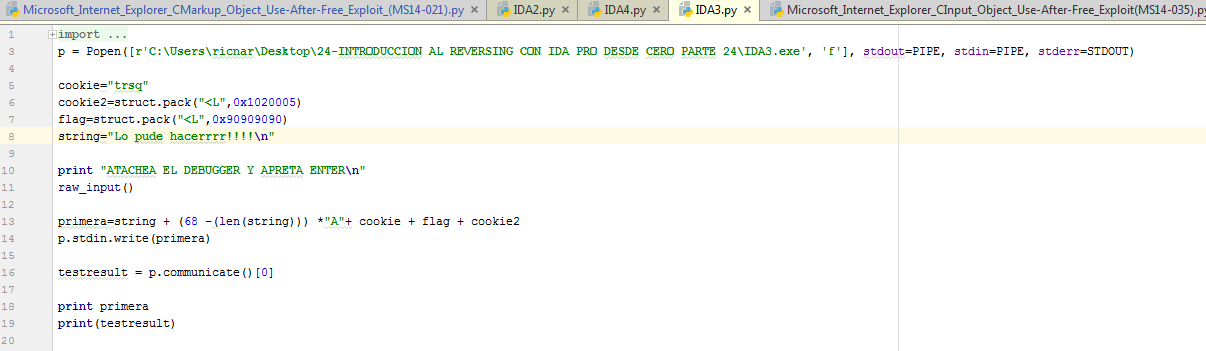 Microsoft_Internet_Explorer_CMarkup_Object_Use-After-Free_Exploit_(MS14-021).py × IDA2.py × IDA4.py × IDA3.py × Microsoft_Internet_Explorer_CInput_Object_Use-After-Free_Exploit(MS14-035).py
1 import ...
3 p = Popen([r'C:\Users\ricnar\Desktop\24-INTRODUCCION AL REVERSING CON IDA PRO DESDE CERO PARTE 24\IDA3.exe', 'f'], stdout=PIPE, stdin=PIPE, stderr=STDOUT)
4
5 cookie="trsq"
6 cookie2=struct.pack("<L",0x1020005)
7 flag=struct.pack("<L",0x90909090)
8 string="Lo pude hacerrrr!!!!\n"
9
10 print "ATACHEA EL DEBUGGER Y APRETA ENTER\n"
11 raw_input()
12
13 primera=string + (68 -(len(string))) *"A"+ cookie + flag + cookie2
14 p.stdin.write(primera)
15
16 testresult = p.communicate()[0]
17
18 print primera
19 print(testresult)
20